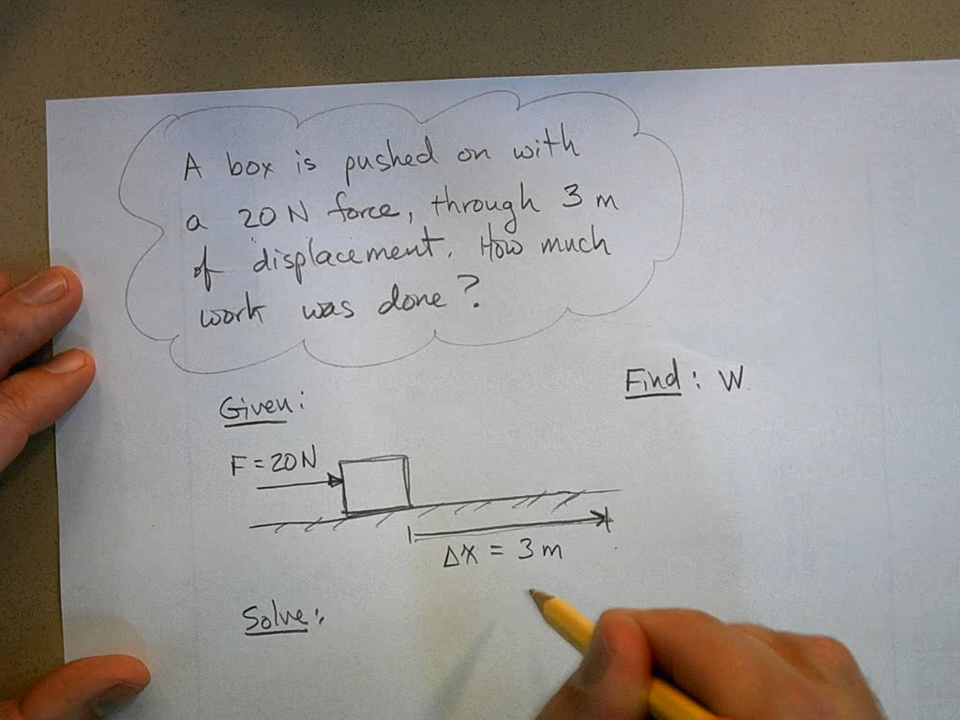 A box is pushed on with
a 20 N force, through 3 m
of displacement. How much
work was done?
Given:
Find: W.
F = 20N
Δx = 3 m
Solve: